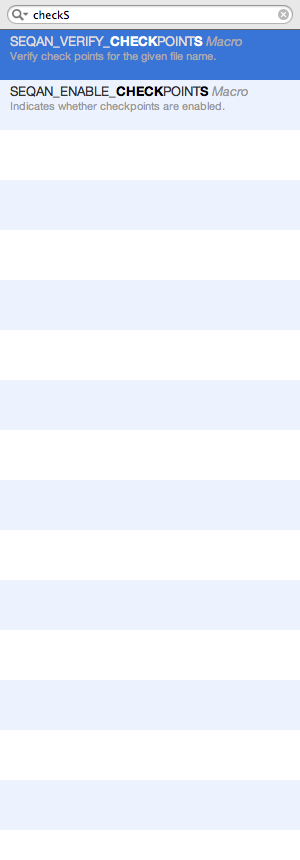 checkS
SEQAN_VERIFY_CHECKPOINTS Macro
Verify check points for the given file name.
SEQAN_ENABLE_CHECKPOINTS Macro
Indicates whether checkpoints are enabled.